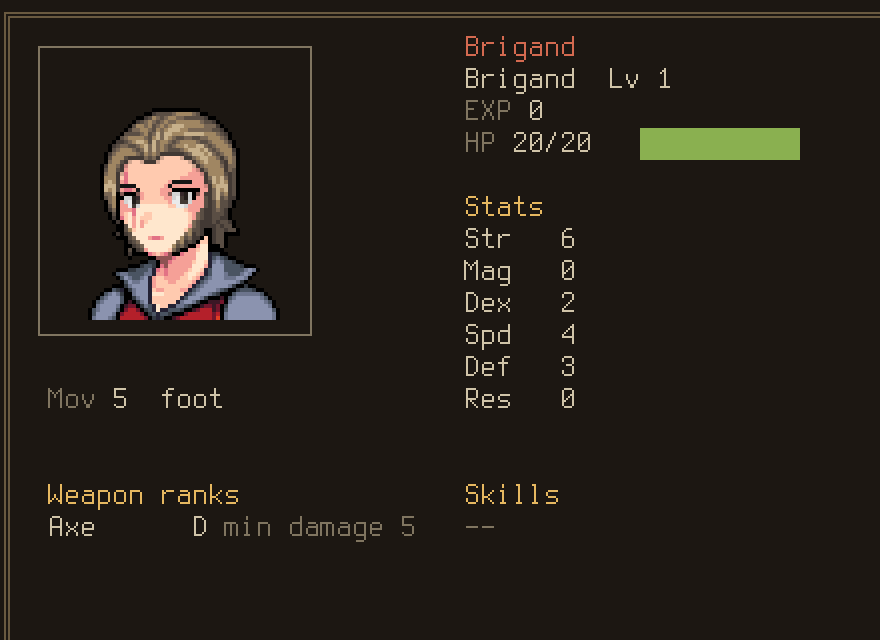 Brigand
Brigand Lv 1
EXP 0
HP 20/20
Stats
Str 6
Mag 0
Dex 2
Spd 4
Def 3
Res 0
Mov 5 foot
Weapon ranks
Axe D min damage 5
Skills
--